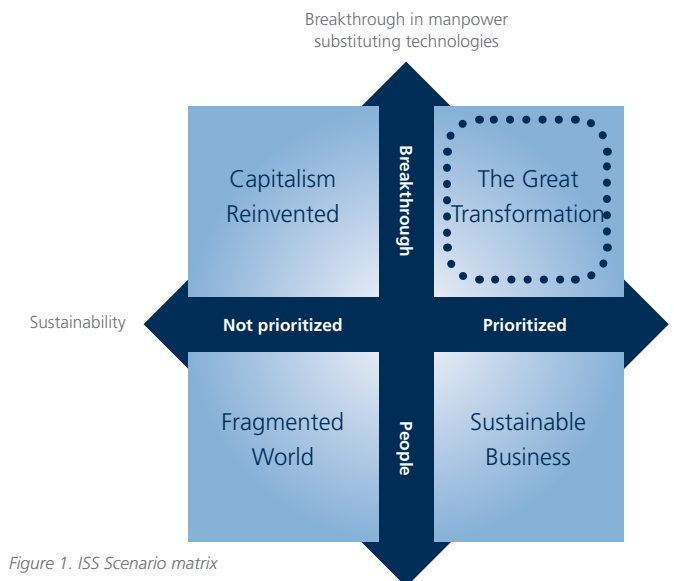 Breakthrough in manpower
substituting technologies
Capitalism
Reinvented
Breakthrough
The Great
Transformation
Sustainability
Not prioritized
Prioritized
Fragmented
World
People
Sustainable
Business
Figure 1. ISS Scenario matrix